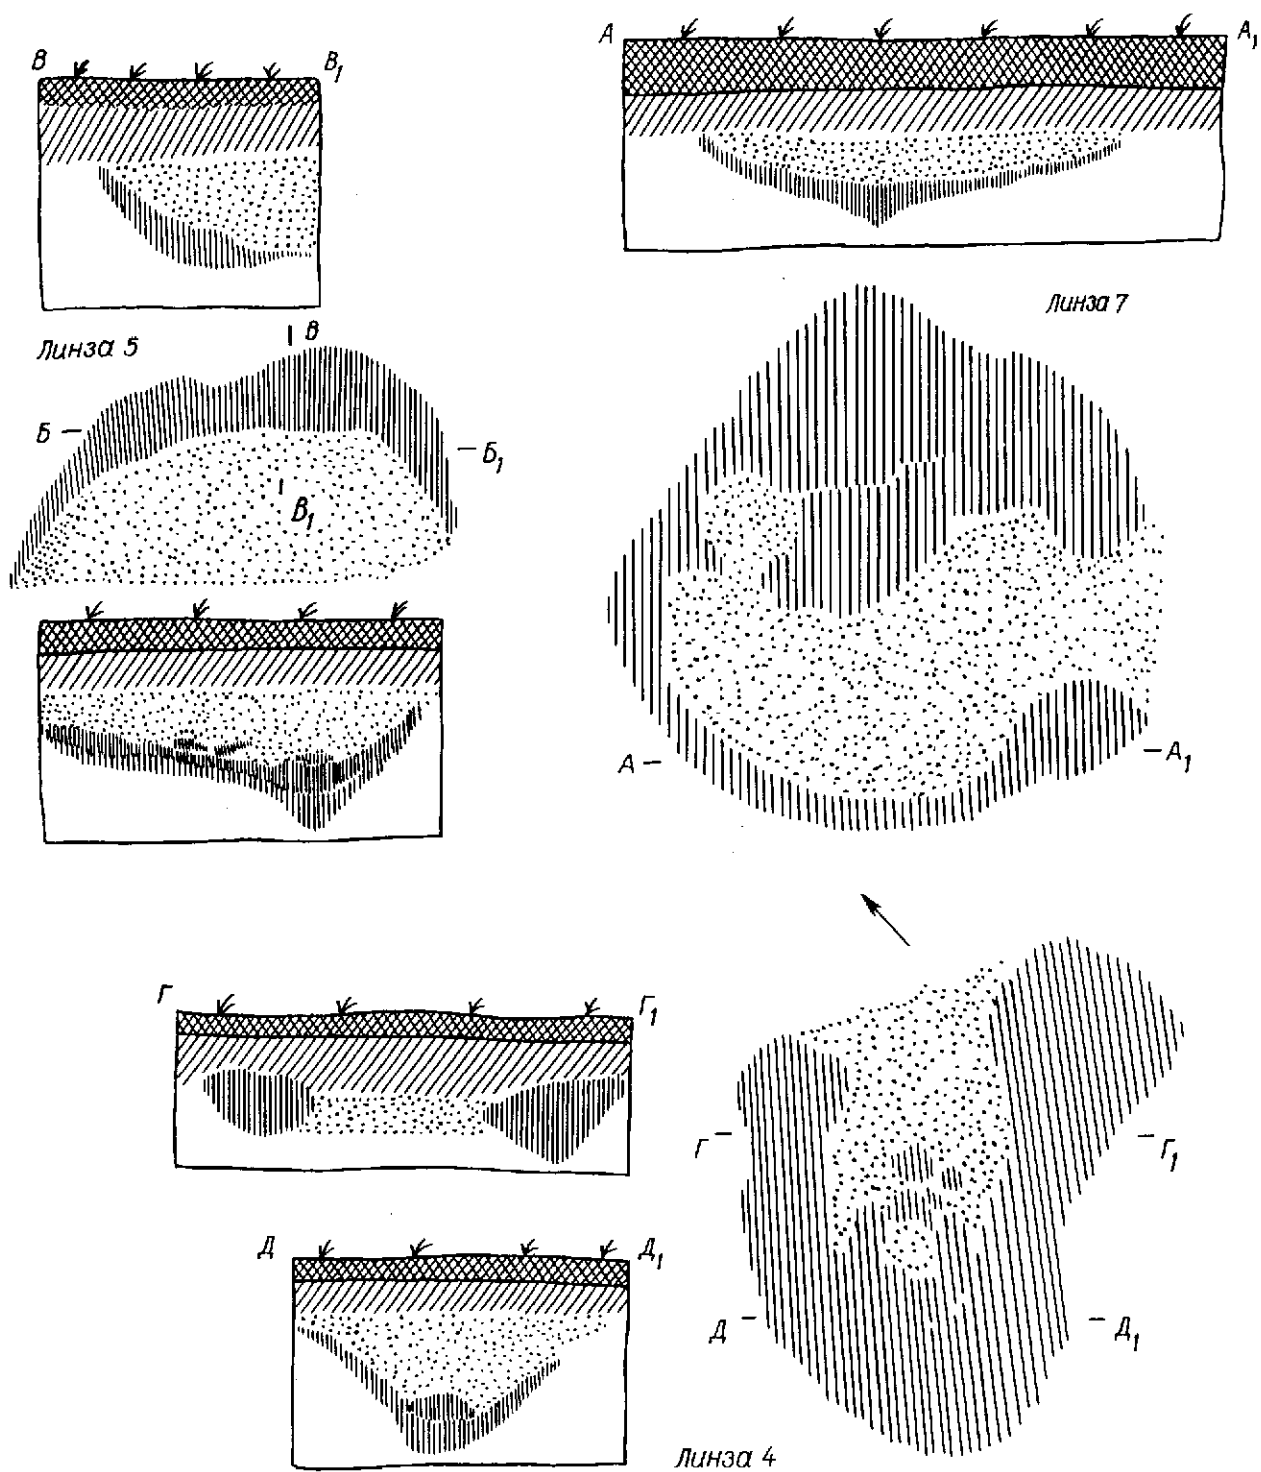 В В₁
А А₁
Линза 7
Линза 5
В
Б Б₁
В₁
А А₁
Г Г₁
Г Г₁
Д Д₁
Д Д₁
Линза 4